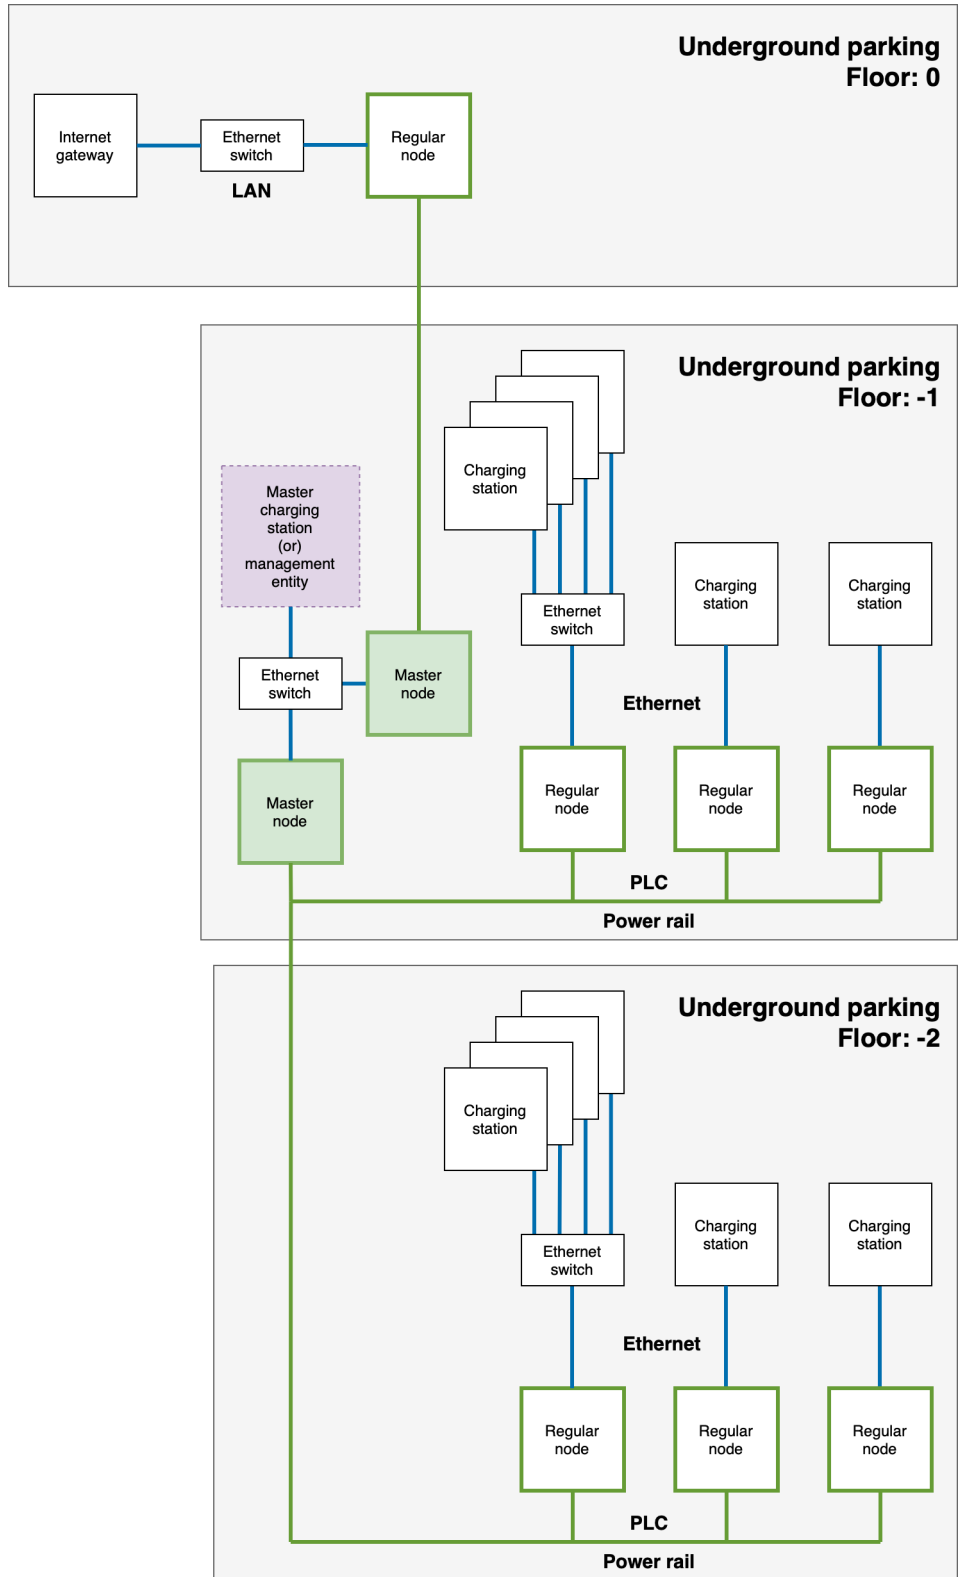 Underground parking
Floor: 0
Internet
gateway
Ethernet
switch
LAN
Regular
node
Underground parking
Floor: -1
Charging
station
Master
charging
station
(or)
management
entity
Charging
station
Charging
station
Ethernet
switch
Ethernet
switch
Master
node
Ethernet
Master
node
Regular
node
Regular
node
Regular
node
PLC
Power rail
Underground parking
Floor: -2
Charging
station
Charging
station
Charging
station
Ethernet
switch
Ethernet
Regular
node
Regular
node
Regular
node
PLC
Power rail